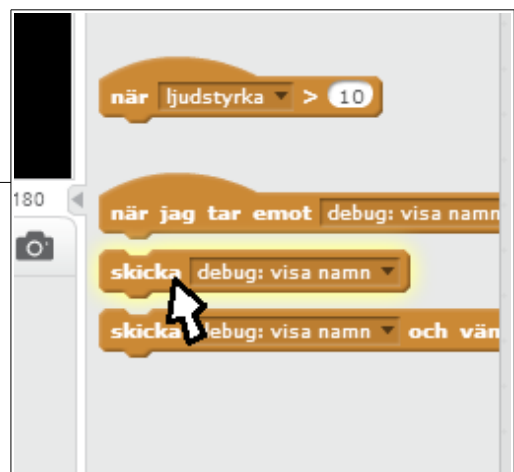 när ljudstyrka > 10
180
när jag tar emot debug: visa namn
skicka debug: visa namn
skicka debug: visa namn och vän